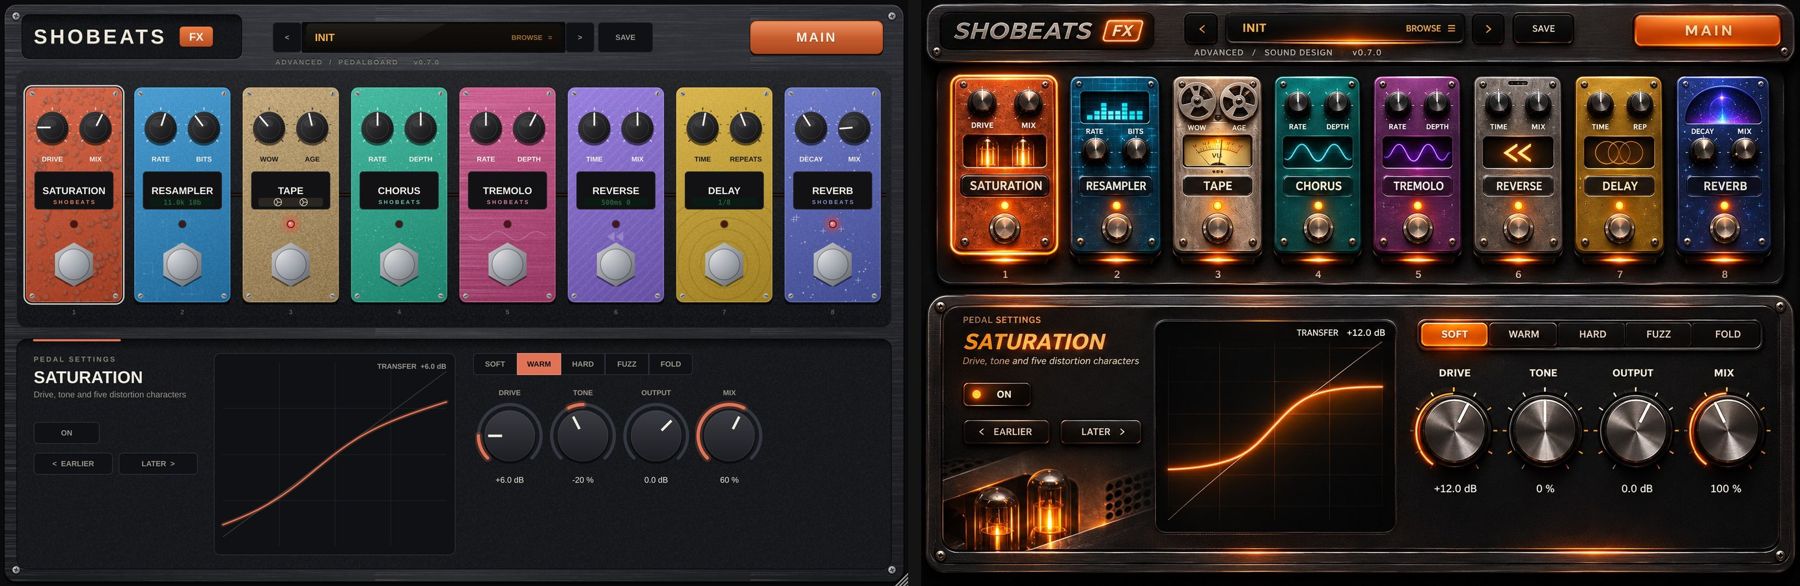 SHOBEATS FX
< INIT BROWSE ≡ > SAVE
MAIN
ADVANCED / PEDALBOARD v0.7.0
DRIVE MIX
SATURATION
SHOBEATS
1
RATE BITS
RESAMPLER
11.0k 10b
2
WOW AGE
TAPE
3
RATE DEPTH
CHORUS
SHOBEATS
4
RATE DEPTH
TREMOLO
SHOBEATS
5
TIME MIX
REVERSE
500ms 0
6
TIME REPEATS
DELAY
1/8
7
DECAY MIX
REVERB
SHOBEATS
8
PEDAL SETTINGS
SATURATION
Drive, tone and five distortion characters
ON
< EARLIER LATER >
TRANSFER +6.0 dB
SOFT WARM HARD FUZZ FOLD
DRIVE TONE OUTPUT MIX
+6.0 dB -20 % 0.0 dB 60 %
SHOBEATS FX
< INIT BROWSE ≡ > SAVE
MAIN
ADVANCED / SOUND DESIGN v0.7.0
DRIVE MIX
SATURATION
1
RATE BITS
RESAMPLER
2
WOW AGE
VU
TAPE
3
RATE DEPTH
CHORUS
4
RATE DEPTH
TREMOLO
5
TIME MIX
REVERSE
6
TIME REP
DELAY
7
DECAY MIX
REVERB
8
PEDAL SETTINGS
SATURATION
Drive, tone and five distortion characters
ON
< EARLIER LATER >
TRANSFER +12.0 dB
SOFT WARM HARD FUZZ FOLD
DRIVE TONE OUTPUT MIX
+12.0 dB 0 % 0.0 dB 100 %